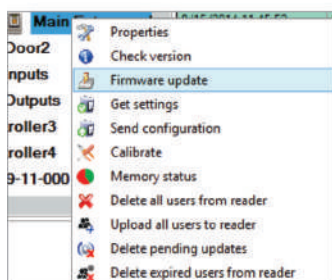 Main
Door2
nputs
Outputs
roller3
roller4
9-11-000
Properties
Check version
Firmware update
Get settings
Send configuration
Calibrate
Memory status
Delete all users from reader
Upload all users to reader
Delete pending updates
Delete expired users from reader